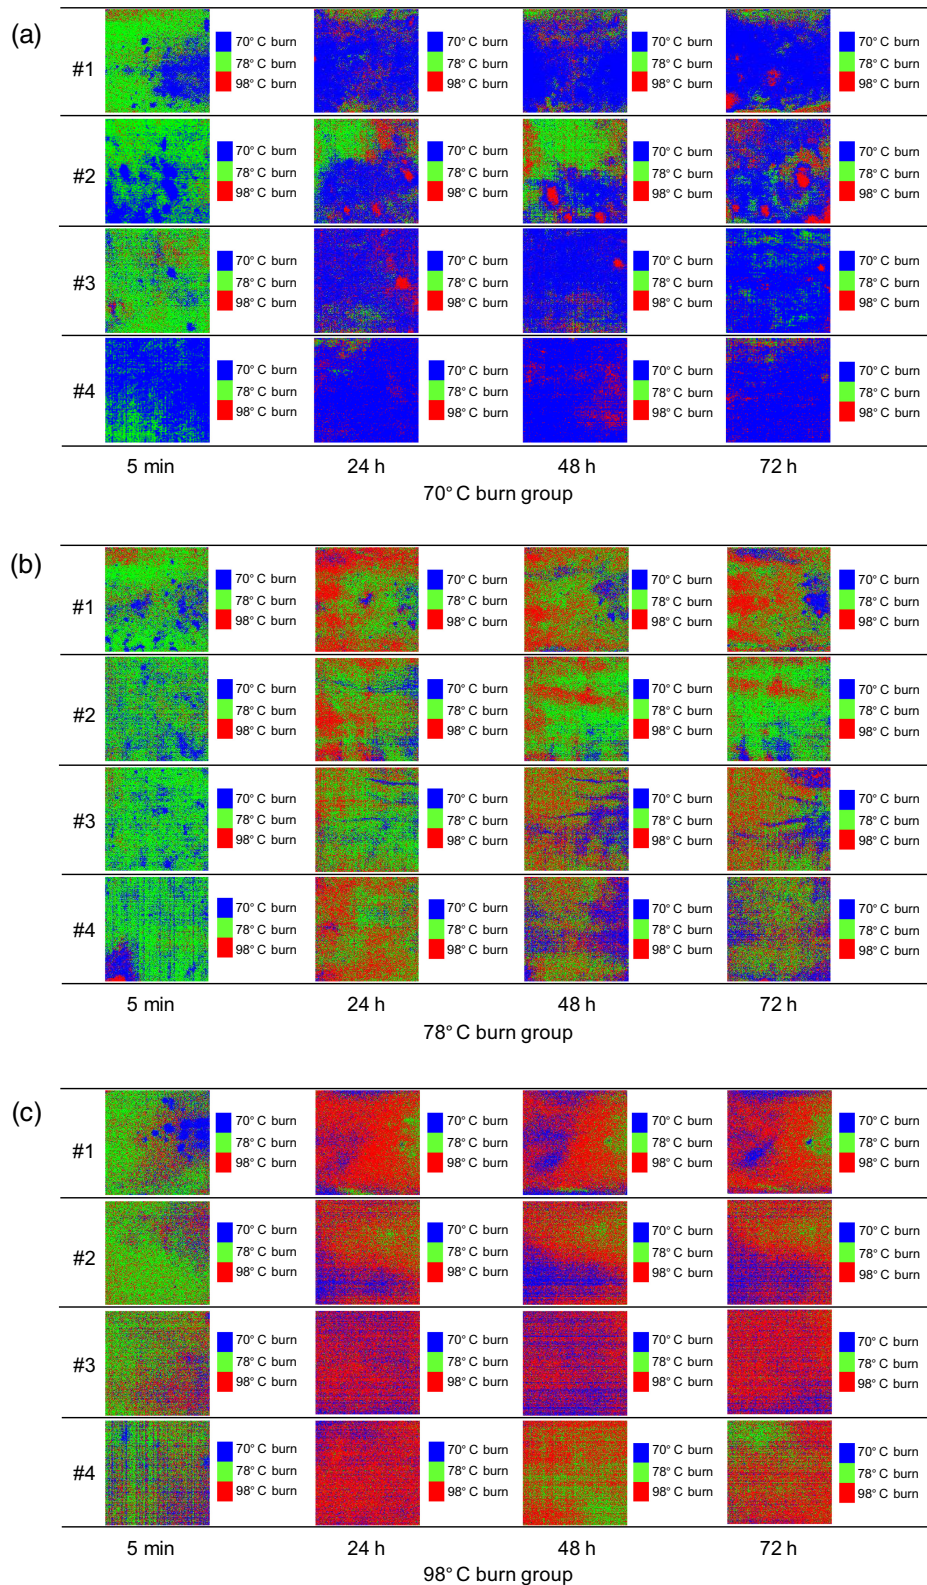 (a)
#1
70° C burn 70° C burn 70° C burn 70° C burn
78° C burn 78° C burn 78° C burn 78° C burn
98° C burn 98° C burn 98° C burn 98° C burn
#2
70° C burn 70° C burn 70° C burn 70° C burn
78° C burn 78° C burn 78° C burn 78° C burn
98° C burn 98° C burn 98° C burn 98° C burn
#3
70° C burn 70° C burn 70° C burn 70° C burn
78° C burn 78° C burn 78° C burn 78° C burn
98° C burn 98° C burn 98° C burn 98° C burn
#4
70° C burn 70° C burn 70° C burn 70° C burn
78° C burn 78° C burn 78° C burn 78° C burn
98° C burn 98° C burn 98° C burn 98° C burn
5 min 24 h 48 h 72 h
70° C burn group
(b)
#1
70° C burn 70° C burn 70° C burn 70° C burn
78° C burn 78° C burn 78° C burn 78° C burn
98° C burn 98° C burn 98° C burn 98° C burn
#2
70° C burn 70° C burn 70° C burn 70° C burn
78° C burn 78° C burn 78° C burn 78° C burn
98° C burn 98° C burn 98° C burn 98° C burn
#3
70° C burn 70° C burn 70° C burn 70° C burn
78° C burn 78° C burn 78° C burn 78° C burn
98° C burn 98° C burn 98° C burn 98° C burn
#4
70° C burn 70° C burn 70° C burn 70° C burn
78° C burn 78° C burn 78° C burn 78° C burn
98° C burn 98° C burn 98° C burn 98° C burn
5 min 24 h 48 h 72 h
78° C burn group
(c)
#1
70° C burn 70° C burn 70° C burn 70° C burn
78° C burn 78° C burn 78° C burn 78° C burn
98° C burn 98° C burn 98° C burn 98° C burn
#2
70° C burn 70° C burn 70° C burn 70° C burn
78° C burn 78° C burn 78° C burn 78° C burn
98° C burn 98° C burn 98° C burn 98° C burn
#3
70° C burn 70° C burn 70° C burn 70° C burn
78° C burn 78° C burn 78° C burn 78° C burn
98° C burn 98° C burn 98° C burn 98° C burn
#4
70° C burn 70° C burn 70° C burn 70° C burn
78° C burn 78° C burn 78° C burn 78° C burn
98° C burn 98° C burn 98° C burn 98° C burn
5 min 24 h 48 h 72 h
98° C burn group